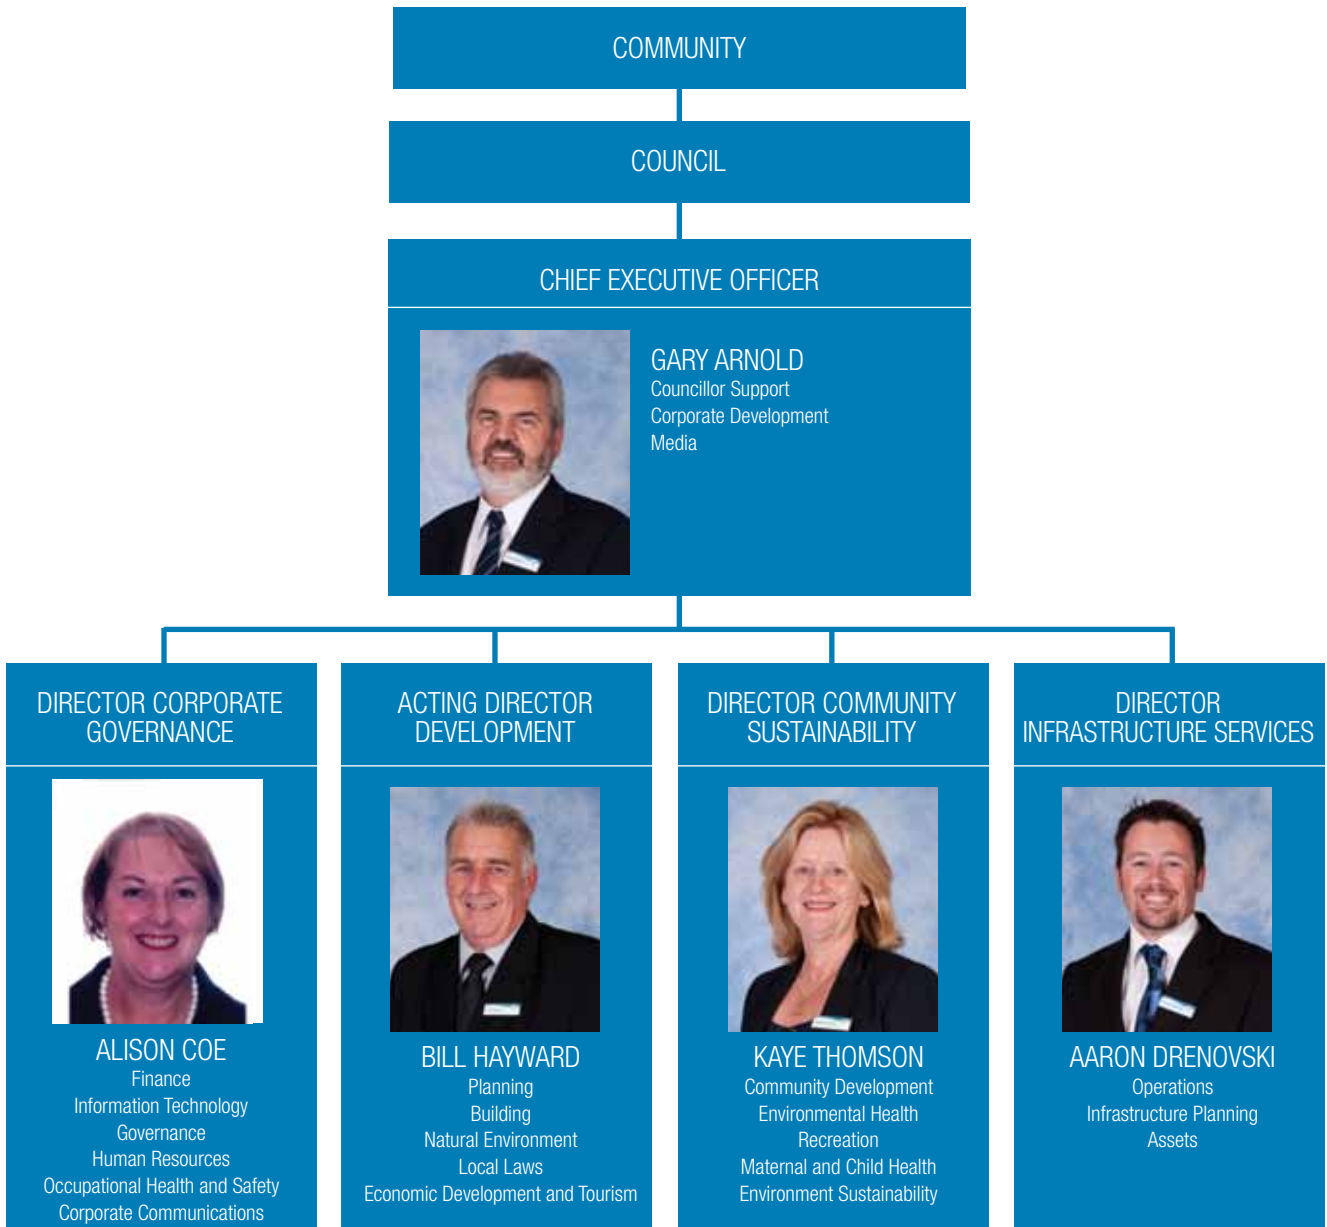 COMMUNITY
COUNCIL
CHIEF EXECUTIVE OFFICER
GARY ARNOLD
Councillor Support
Corporate Development
Media
DIRECTOR CORPORATE
GOVERNANCE
ALISON COE
Finance
Information Technology
Governance
Human Resources
Occupational Health and Safety
Corporate Communications
ACTING DIRECTOR
DEVELOPMENT
BILL HAYWARD
Planning
Building
Natural Environment
Local Laws
Economic Development and Tourism
DIRECTOR COMMUNITY
SUSTAINABILITY
KAYE THOMSON
Community Development
Environmental Health
Recreation
Maternal and Child Health
Environment Sustainability
DIRECTOR
INFRASTRUCTURE SERVICES
AARON DRENOVSKI
Operations
Infrastructure Planning
Assets